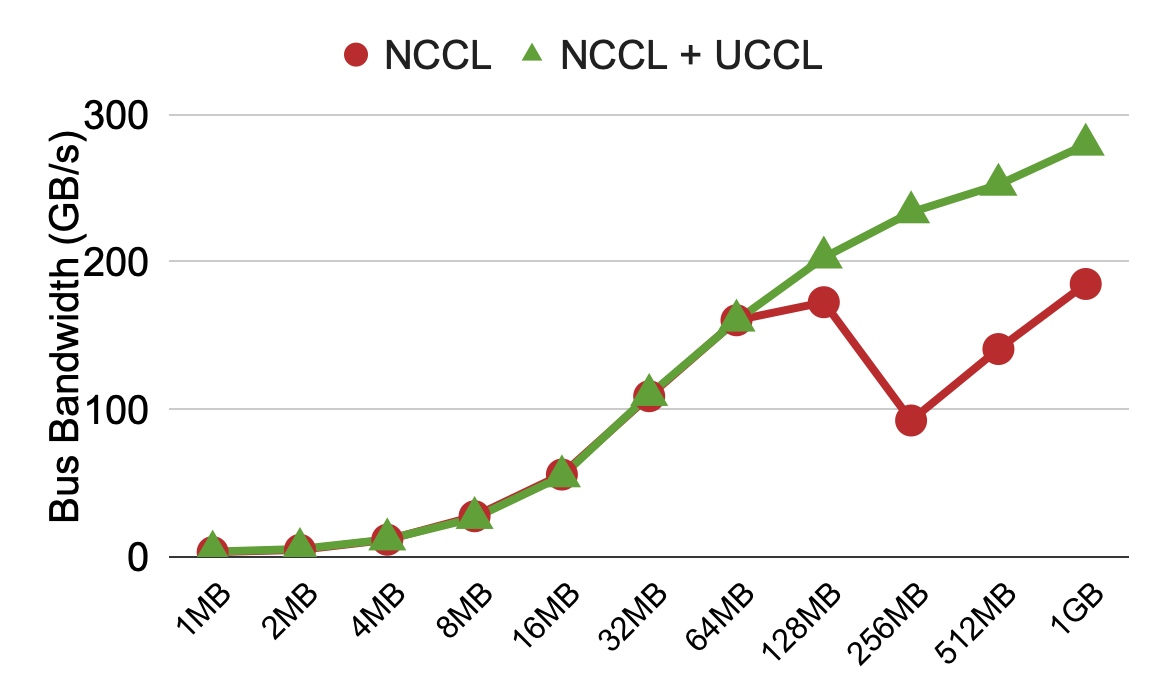 NCCL NCCL + UCCL
Bus Bandwidth (GB/s)
300
200
100
0
1MB 2MB 4MB 8MB 16MB 32MB 64MB 128MB 256MB 512MB 1GB